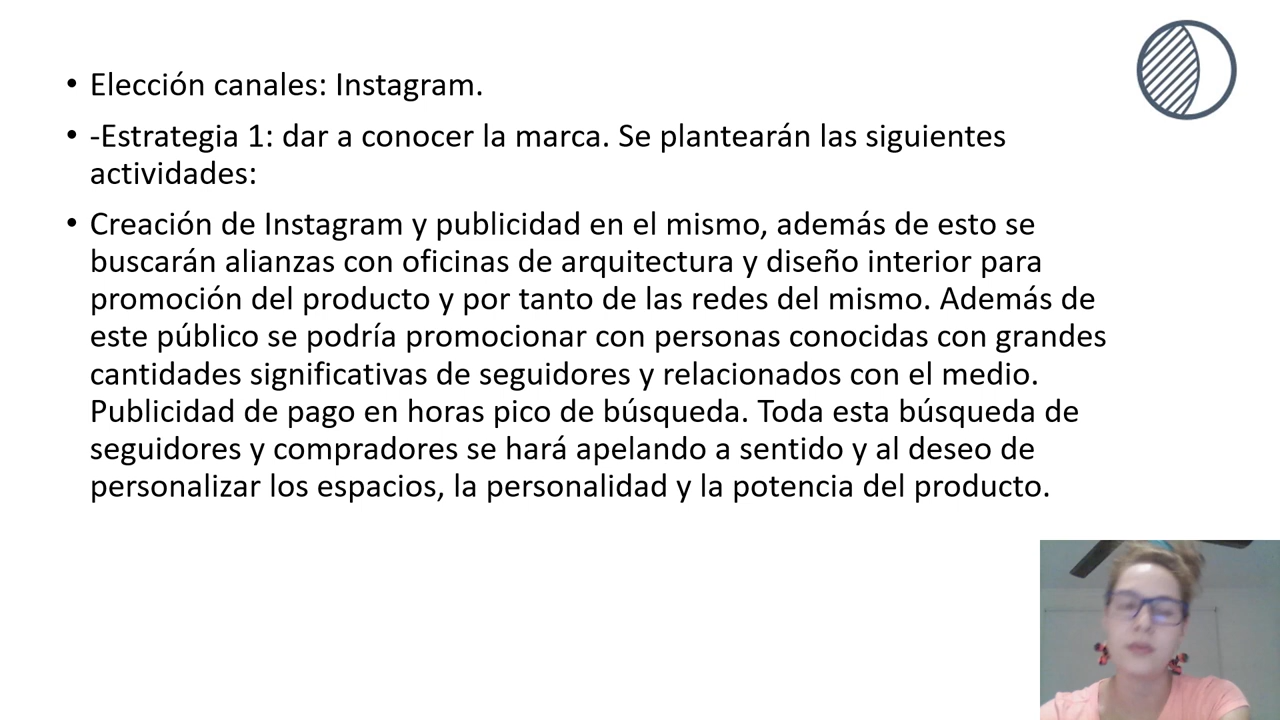 • Elección canales: Instagram.
• -Estrategia 1: dar a conocer la marca. Se plantearán las siguientes
actividades:
• Creación de Instagram y publicidad en el mismo, además de esto se
buscarán alianzas con oficinas de arquitectura y diseño interior para
promoción del producto y por tanto de las redes del mismo. Además de
este público se podría promocionar con personas conocidas con grandes
cantidades significativas de seguidores y relacionados con el medio.
Publicidad de pago en horas pico de búsqueda. Toda esta búsqueda de
seguidores y compradores se hará apelando a sentido y al deseo de
personalizar los espacios, la personalidad y la potencia del producto.